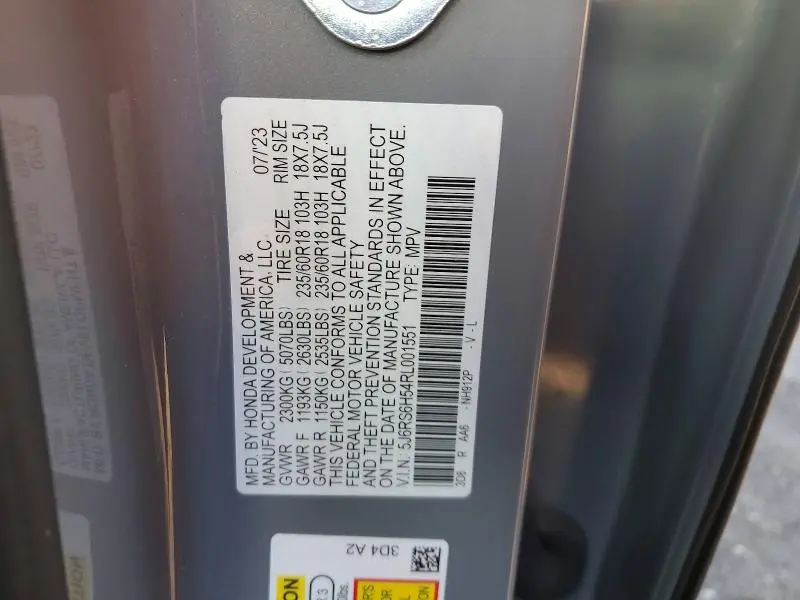 MFD. BY HONDA DEVELOPMENT & MANUFACTURING OF AMERICA, LLC. 07/'23
TIRE SIZE RIM SIZE
GVWR 2300KG ( 5070LBS)
GAWR F 1193KG ( 2630LBS) 235/60R18 103H 18X7.5J
GAWR R 1150KG ( 2535LBS) 235/60R18 103H 18X7.5J
THIS VEHICLE CONFORMS TO ALL APPLICABLE
FEDERAL MOTOR VEHICLE SAFETY
AND THEFT PREVENTION STANDARDS IN EFFECT
ON THE DATE OF MANUFACTURE SHOWN ABOVE.
V.I.N: 5J6RS6H54RL001551 TYPE: MPV
3D8 R AA6 - NH912P - V - L
3D4 A2